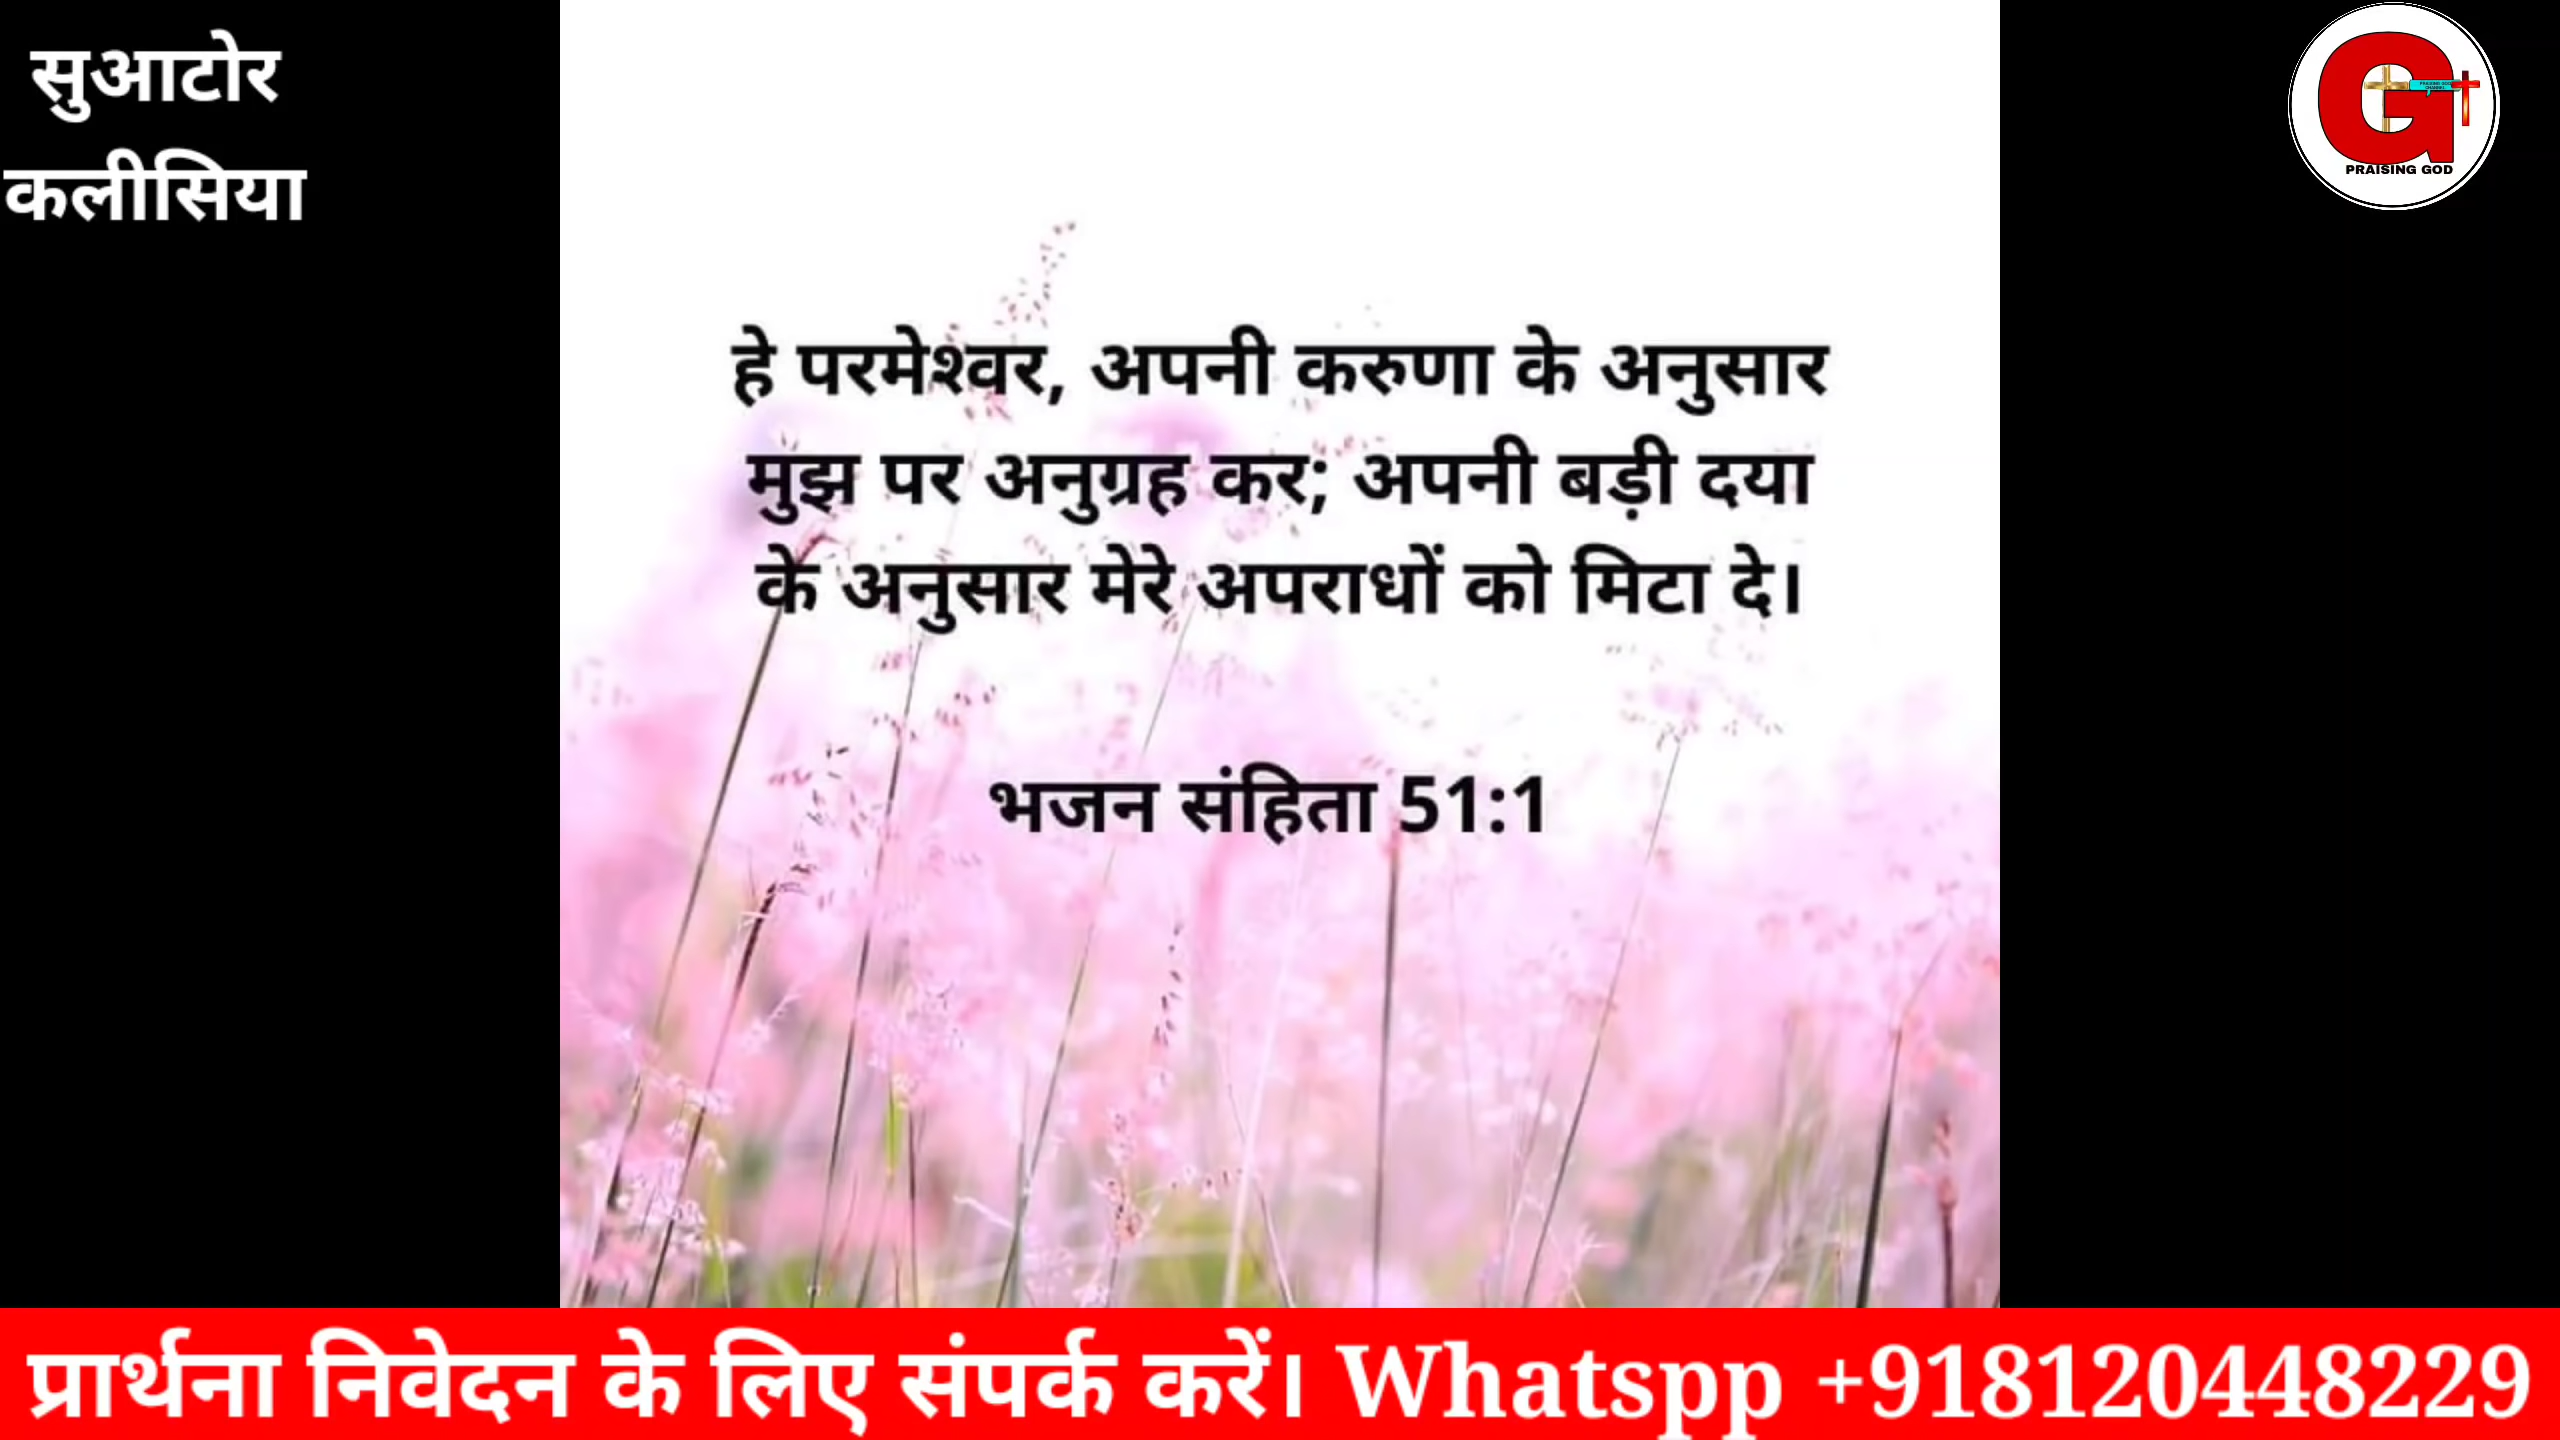 सुआटोर
कलीसिया
PRAISING GOD
हे परमेश्वर, अपनी करुणा के अनुसार
मुझ पर अनुग्रह कर; अपनी बड़ी दया
के अनुसार मेरे अपराधों को मिटा दे।
भजन संहिता 51:1
प्रार्थना निवेदन के लिए संपर्क करें। Whatspp +918120448229